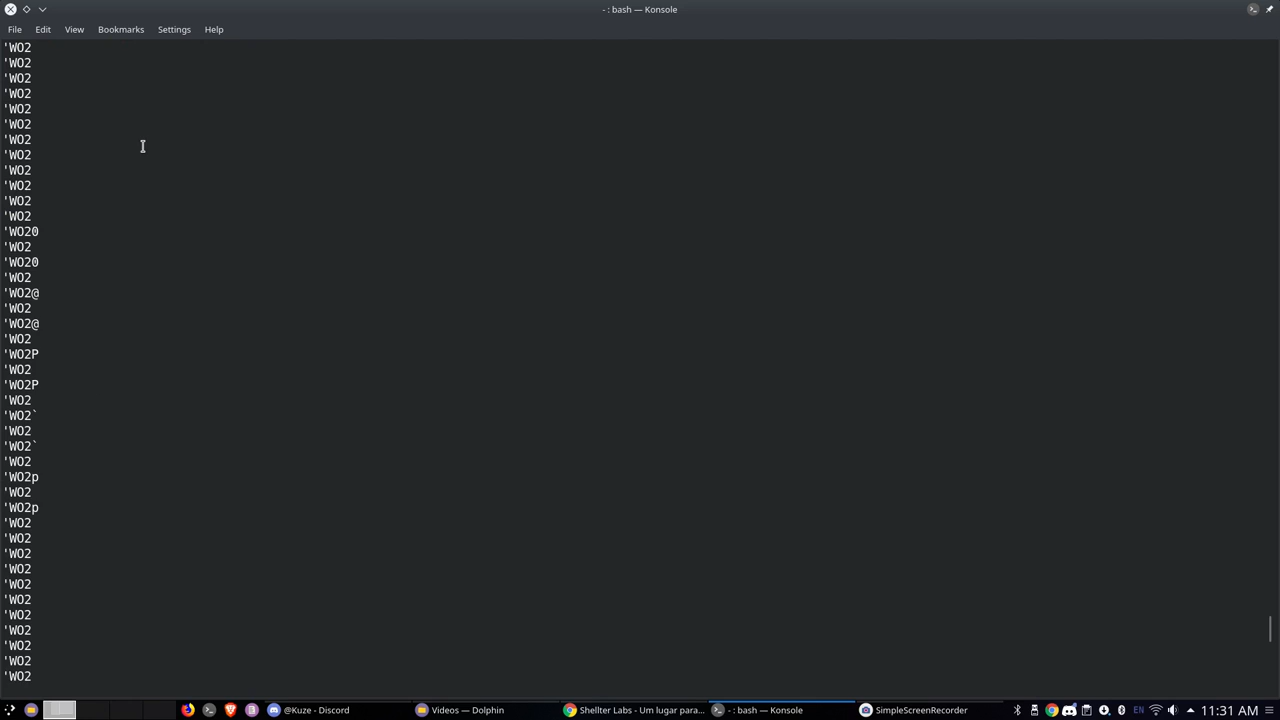 - : bash — Konsole
File Edit View Bookmarks Settings Help
'WO2
'WO2
'WO2
'WO2
'WO2
'WO2
'WO2
'WO2
'WO2
'WO2
'WO2
'WO2
'WO20
'WO2
'WO20
'WO2
'WO2@
'WO2
'WO2@
'WO2
'WO2P
'WO2
'WO2P
'WO2
'WO2`
'WO2
'WO2`
'WO2
'WO2p
'WO2
'WO2p
'WO2
'WO2
'WO2
'WO2
'WO2
'WO2
'WO2
'WO2
'WO2
'WO2
'WO2
@Kuze - Discord Videos — Dolphin Shellter Labs - Um lugar para... - : bash — Konsole SimpleScreenRecorder EN 11:31 AM